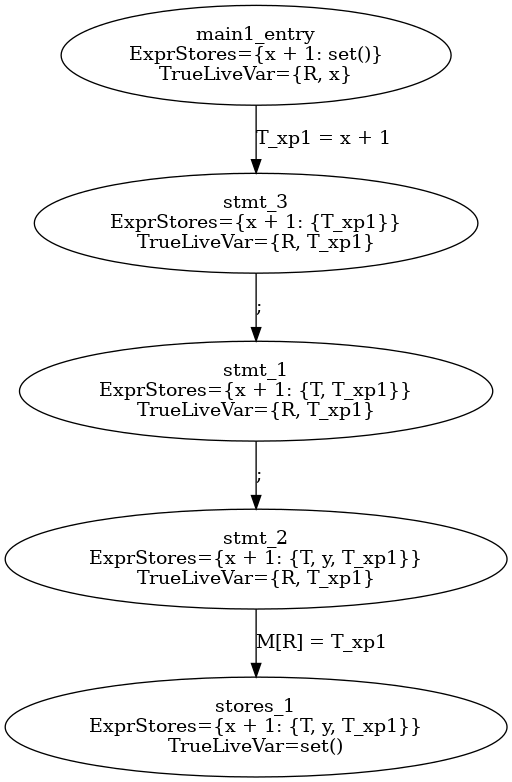 main1_entry
ExprStores={x + 1: set()}
TrueLiveVar={R, x}
T_xp1 = x + 1
stmt_3
ExprStores={x + 1: {T_xp1}}
TrueLiveVar={R, T_xp1}
;
stmt_1
ExprStores={x + 1: {T, T_xp1}}
TrueLiveVar={R, T_xp1}
;
stmt_2
ExprStores={x + 1: {T, y, T_xp1}}
TrueLiveVar={R, T_xp1}
M[R] = T_xp1
stores_1
ExprStores={x + 1: {T, y, T_xp1}}
TrueLiveVar=set()